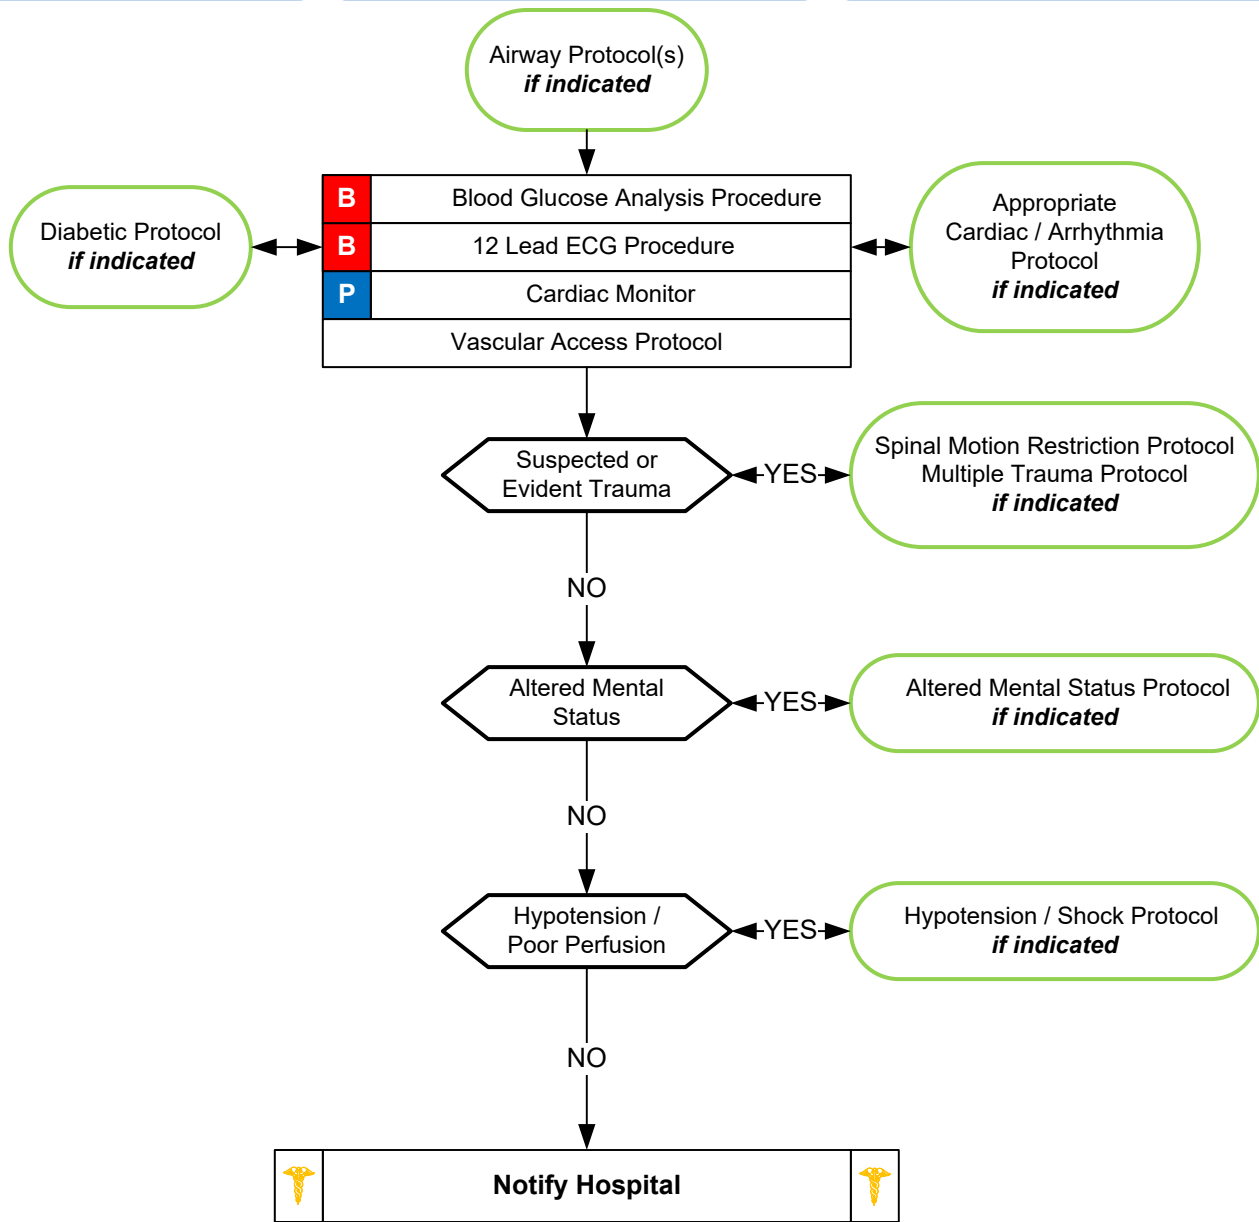 Airway Protocol(s)
if indicated
B
Blood Glucose Analysis Procedure
B
12 Lead ECG Procedure
P
Cardiac Monitor
Vascular Access Protocol
Diabetic Protocol
if indicated
Appropriate
Cardiac / Arrhythmia
Protocol
if indicated
Suspected or
Evident Trauma
YES
Spinal Motion Restriction Protocol
Multiple Trauma Protocol
if indicated
NO
Altered Mental
Status
YES
Altered Mental Status Protocol
if indicated
NO
Hypotension /
Poor Perfusion
YES
Hypotension / Shock Protocol
if indicated
NO
Notify Hospital